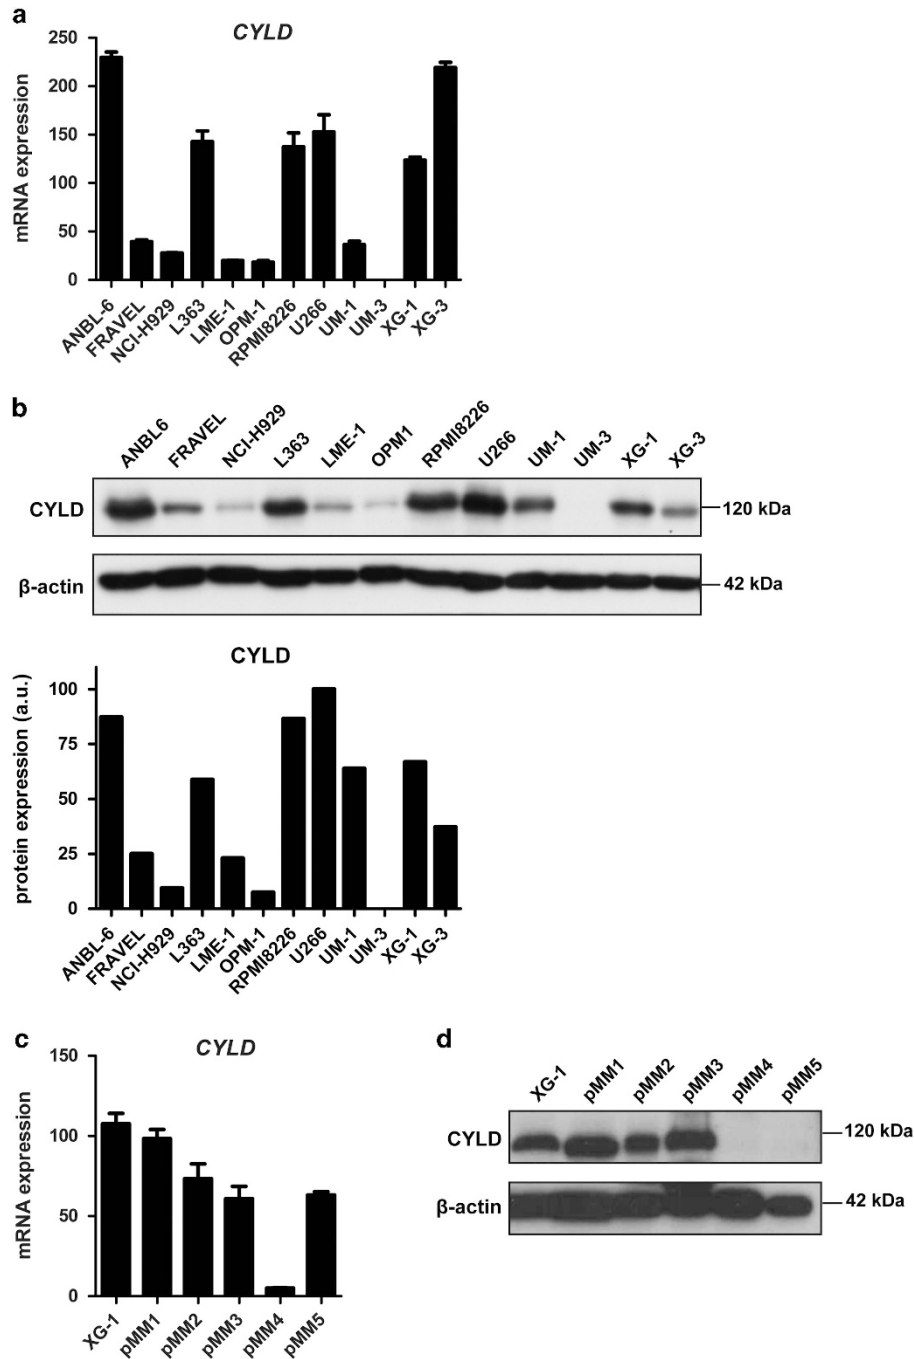 a
CYLD
mRNA expression
250
200
150
100
50
0
ANBL-6
FRAVEL
NCI-H929
L363
LME-1
OPM-1
RPMI8226
U266
UM-1
UM-3
XG-1
XG-3
b
ANBL6
FRAVEL
NCI-H929
L363
LME-1
OPM1
RPMI8226
U266
UM-1
UM-3
XG-1
XG-3
CYLD
120 kDa
β-actin
42 kDa
CYLD
protein expression (a.u.)
100
75
50
25
0
ANBL-6
FRAVEL
NCI-H929
L363
LME-1
OPM-1
RPMI8226
U266
UM-1
UM-3
XG-1
XG-3
c
CYLD
mRNA expression
150
100
50
0
XG-1
pMM1
pMM2
pMM3
pMM4
pMM5
d
XG-1
pMM1
pMM2
pMM3
pMM4
pMM5
CYLD
120 kDa
β-actin
42 kDa